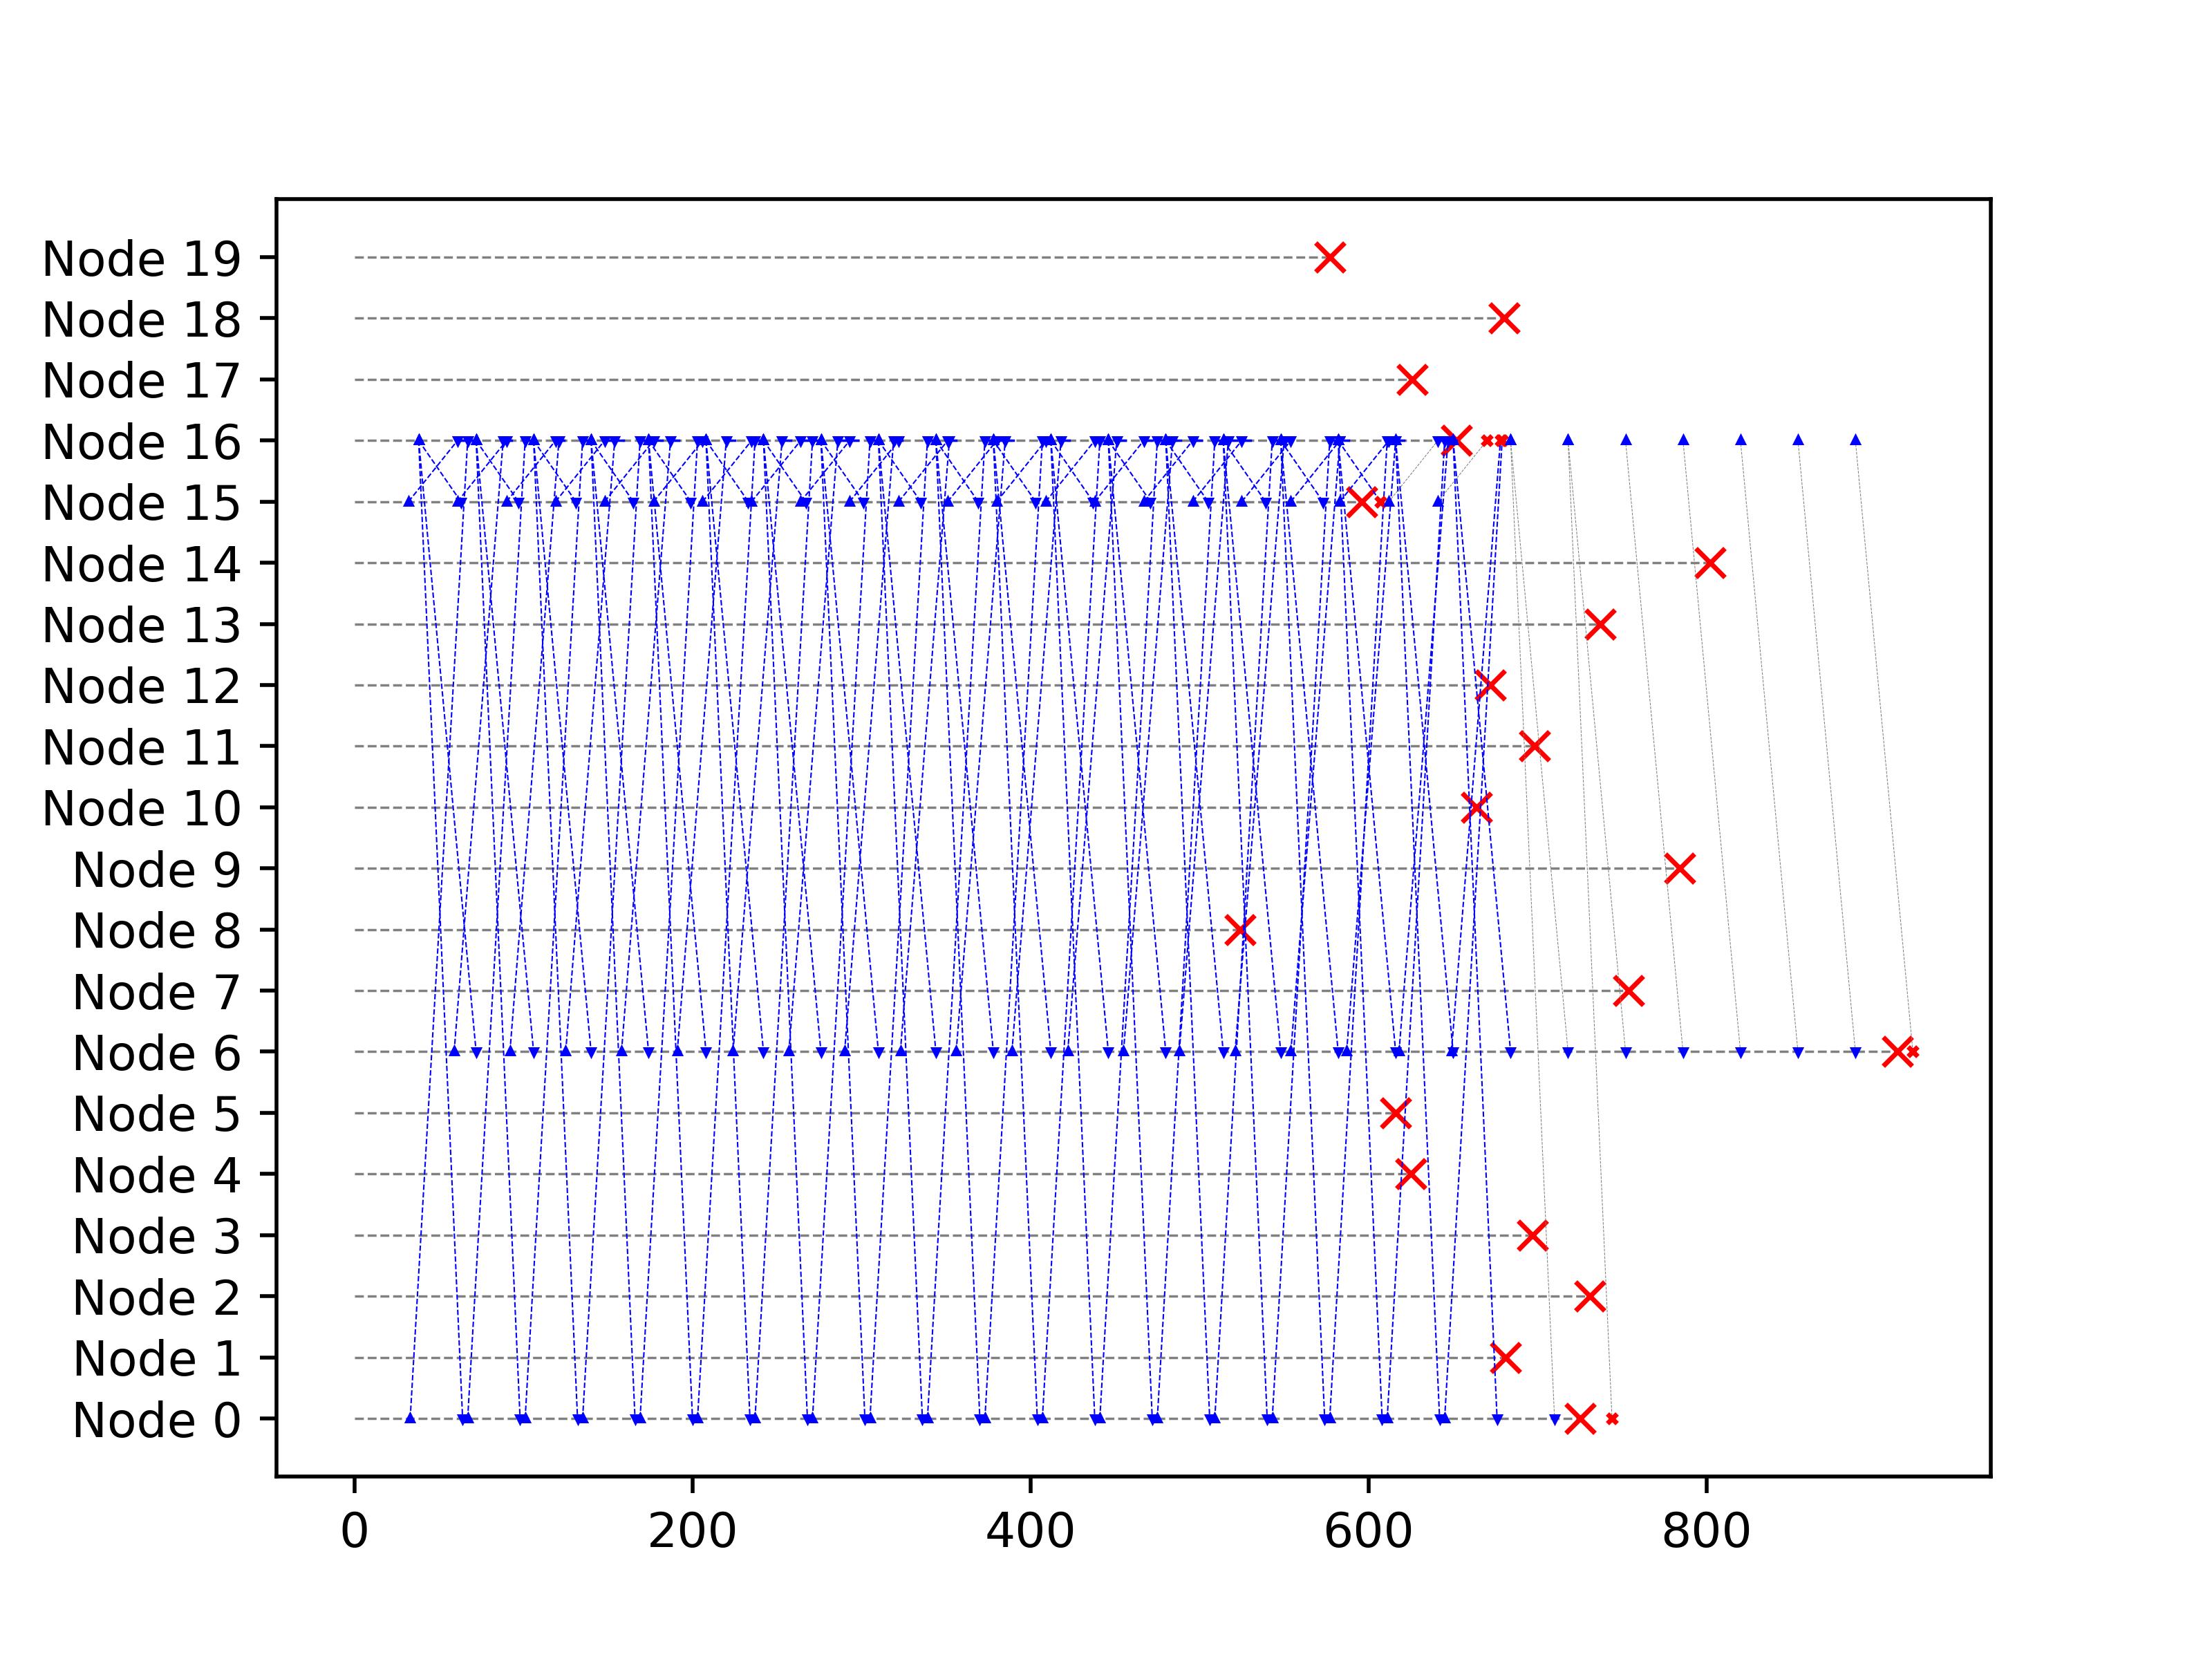 Node 19
Node 18
Node 17
Node 16
Node 15
Node 14
Node 13
Node 12
Node 11
Node 10
Node 9
Node 8
Node 7
Node 6
Node 5
Node 4
Node 3
Node 2
Node 1
Node 0
0 200 400 600 800